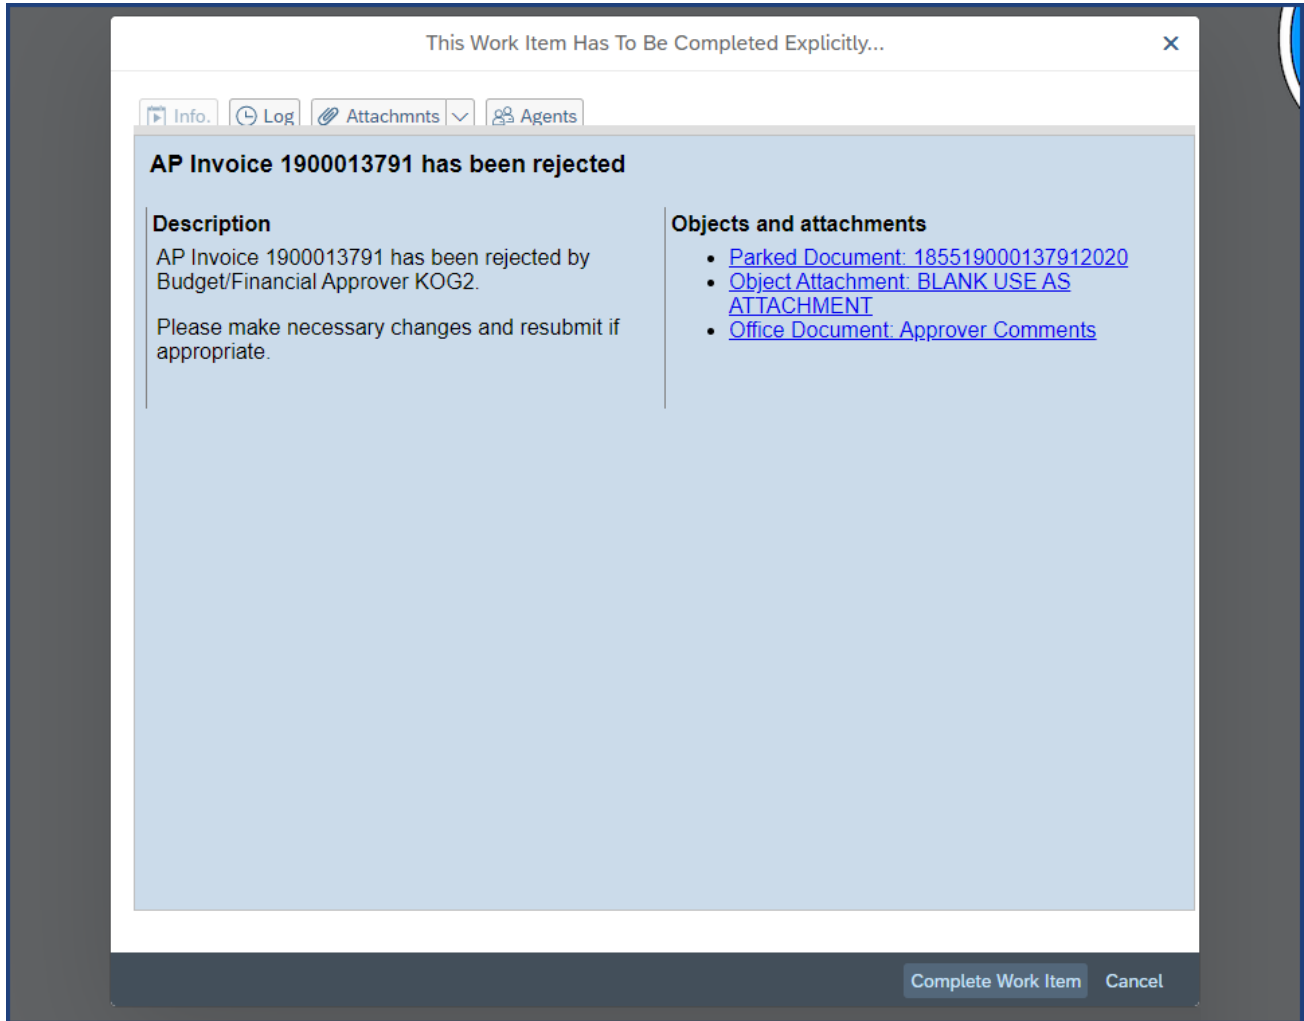 This Work Item Has To Be Completed Explicitly...
Info.
Log
Attachmnts
Agents
AP Invoice 1900013791 has been rejected
Description
AP Invoice 1900013791 has been rejected by
Budget/Financial Approver KOG2.
Please make necessary changes and resubmit if
appropriate.
Objects and attachments
Parked Document: 185519000137912020
Object Attachment: BLANK USE AS
ATTACHMENT
Office Document: Approver Comments
Complete Work Item
Cancel